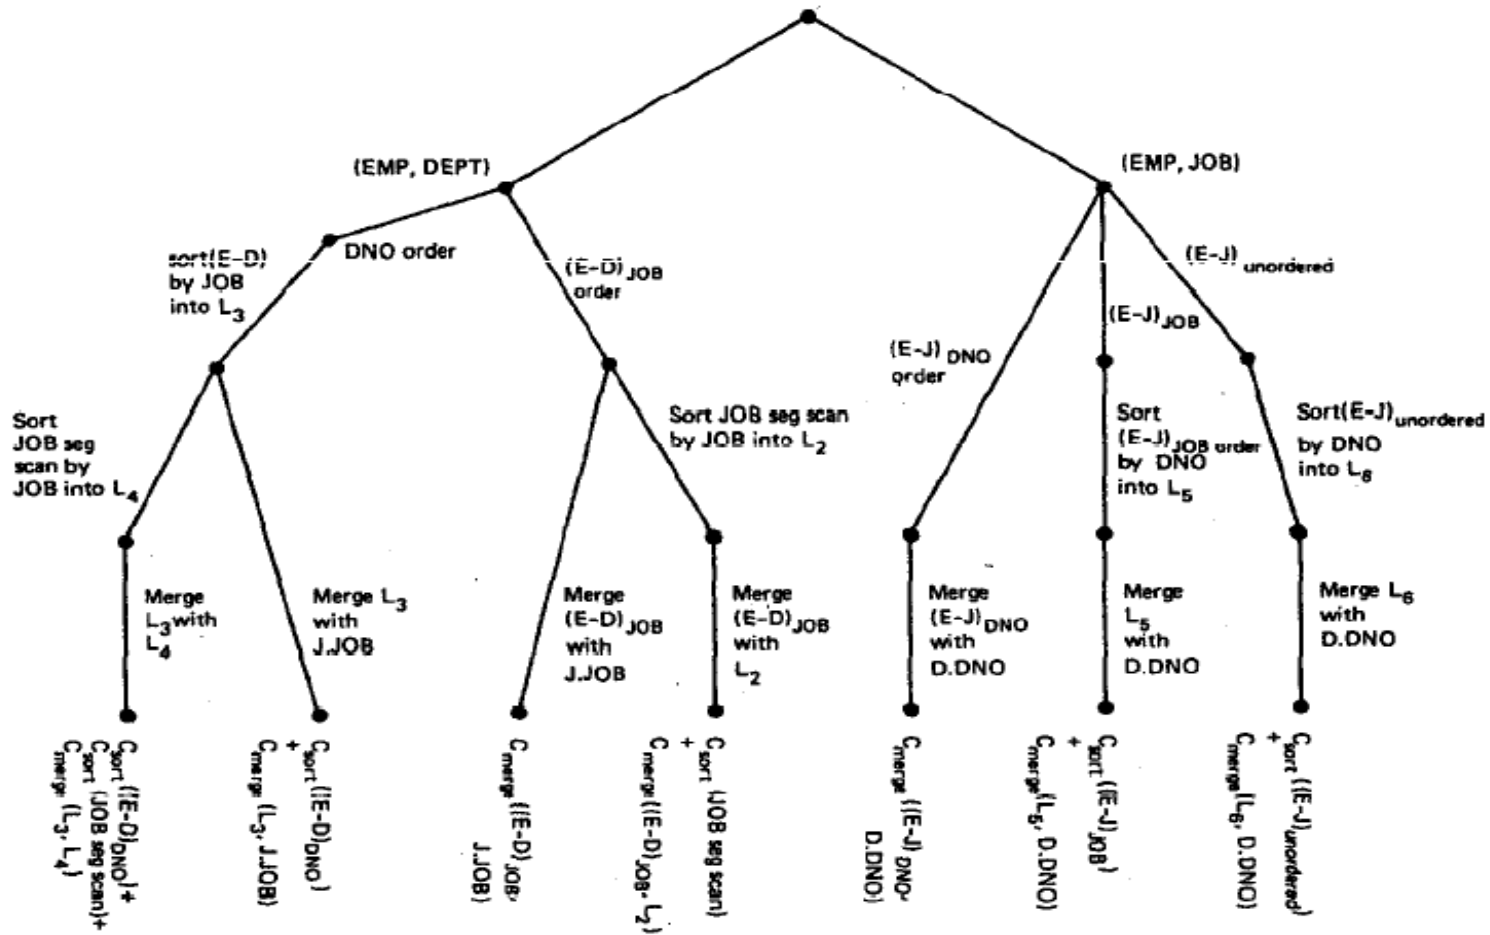 (EMP, DEPT)
(EMP, JOB)
DNO order
sort(E-D)
by JOB
into L3
(E-D)JOB
order
(E-J)unordered
(E-J)JOB
(E-J)DNO
order
Sort
JOB seg
scan by
JOB into L4
Sort JOB seg scan
by JOB into L2
Sort
(E-J)JOB order
by DNO
into L5
Sort(E-J)unordered
by DNO
into L6
Merge
L3 with
L4
Merge L3
with
J.JOB
Merge
(E-D)JOB
with
J.JOB
Merge
(E-D)JOB
with
L2
Merge
(E-J)DNO
with
D.DNO
Merge
L5
with
D.DNO
Merge L6
with
D.DNO
Csort((E-D)DNO)+
Csort(JOB seg scan)+
Cmerge(L3, L4)
Csort((E-D)DNO)
+
Cmerge(L3, J.JOB)
Cmerge((E-D)JOB,
J.JOB)
Csort(JOB seg scan)
+
Cmerge((E-D)JOB, L2)
Cmerge((E-J)DNO,
D.DNO)
Csort((E-J)JOB)
+
Cmerge(L5, D.DNO)
Csort((E-J)unordered)
+
Cmerge(L6, D.DNO)